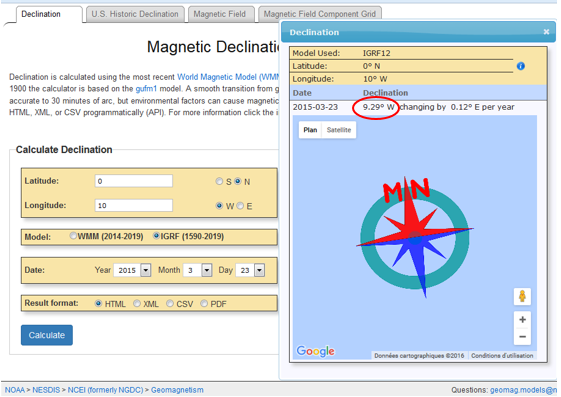 Declination
U.S. Historic Declination
Magnetic Field
Magnetic Field Component Grid
Magnetic Declinati
Declination is calculated using the most recent World Magnetic Model (WMM
1900 the calculator is based on the gufm1 model. A smooth transition from g
accurate to 30 minutes of arc, but environmental factors can cause magnetic
HTML, XML, or CSV programmatically (API). For more information click the i
Calculate Declination
Latitude: 0 S N
Longitude: 10 W E
Model: WMM (2014-2019) IGRF (1590-2019)
Date: Year 2015 Month 3 Day 23
Result format: HTML XML CSV PDF
Calculate
Declination ×
Model Used: IGRF12
Latitude: 0° N
Longitude: 10° W
Date Declination
2015-03-23 9.29° W changing by 0.12° E per year
Plan Satellite
MN
+
−
Google
Données cartographiques ©2016 Conditions d'utilisation
NOAA > NESDIS > NCEI (formerly NGDC) > Geomagnetism
Questions: geomag.models@n